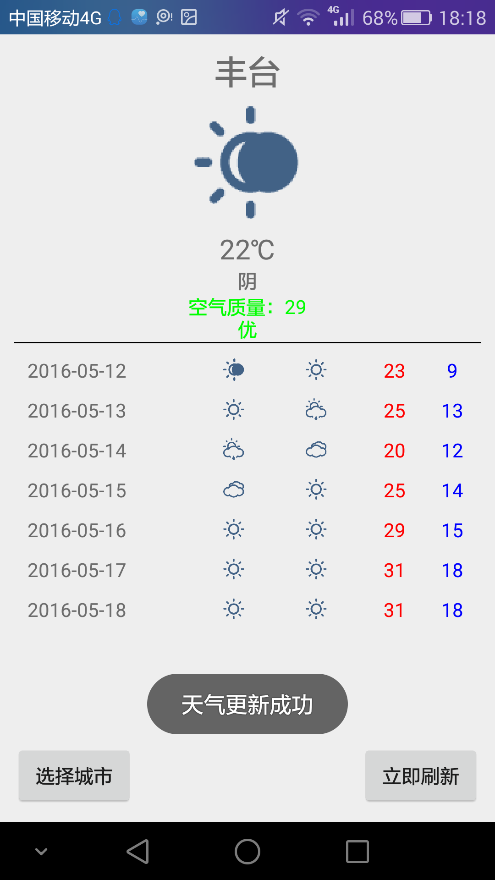 中国移动4G 4G 68% 18:18
丰台
22℃
阴
空气质量：29
优
2016-05-12 23 9
2016-05-13 25 13
2016-05-14 20 12
2016-05-15 25 14
2016-05-16 29 15
2016-05-17 31 18
2016-05-18 31 18
天气更新成功
选择城市 立即刷新